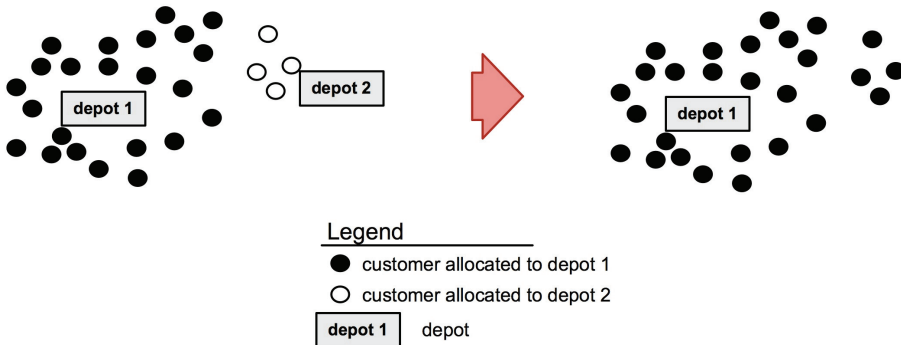 depot 1
depot 2
depot 1
Legend
customer allocated to depot 1
customer allocated to depot 2
depot 1 depot